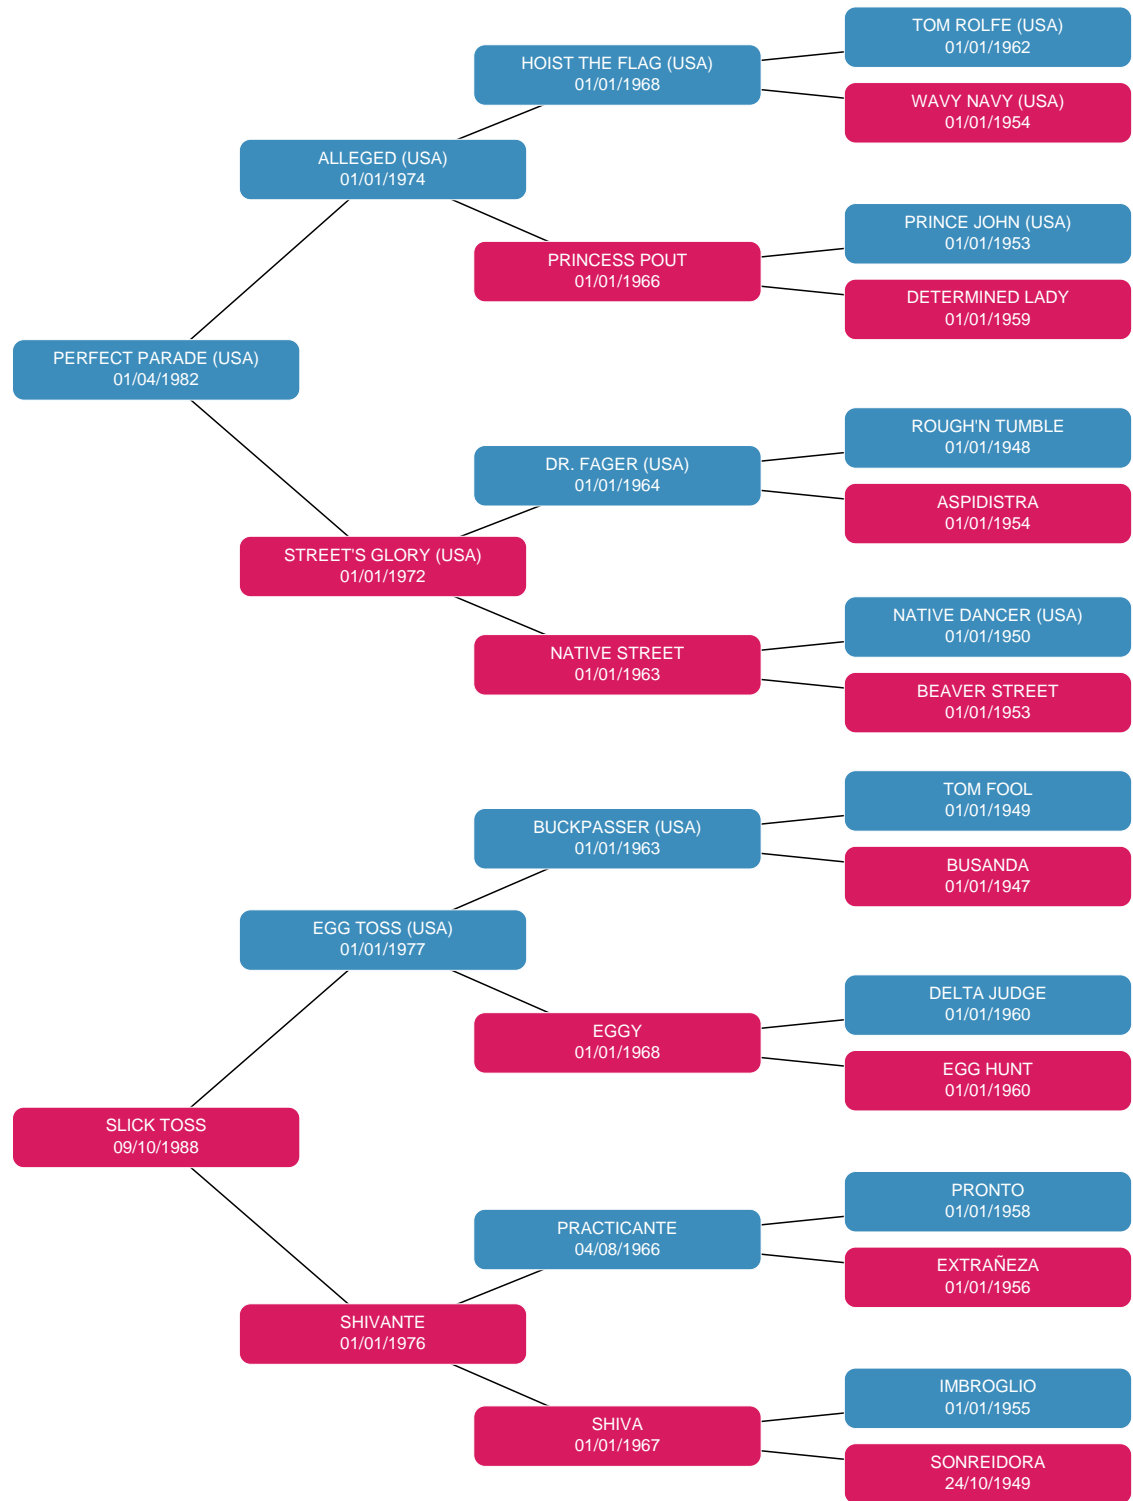 TOM ROLFE (USA)
01/01/1962
HOIST THE FLAG (USA)
01/01/1968
WAVY NAVY (USA)
01/01/1954
ALLEGED (USA)
01/01/1974
PRINCE JOHN (USA)
01/01/1953
PRINCESS POUT
01/01/1966
DETERMINED LADY
01/01/1959
PERFECT PARADE (USA)
01/04/1982
ROUGH'N TUMBLE
01/01/1948
DR. FAGER (USA)
01/01/1964
ASPIDISTRA
01/01/1954
STREET'S GLORY (USA)
01/01/1972
NATIVE DANCER (USA)
01/01/1950
NATIVE STREET
01/01/1963
BEAVER STREET
01/01/1953
TOM FOOL
01/01/1949
BUCKPASSER (USA)
01/01/1963
BUSANDA
01/01/1947
EGG TOSS (USA)
01/01/1977
DELTA JUDGE
01/01/1960
EGGY
01/01/1968
EGG HUNT
01/01/1960
SLICK TOSS
09/10/1988
PRONTO
01/01/1958
PRACTICANTE
04/08/1966
EXTRAÑEZA
01/01/1956
SHIVANTE
01/01/1976
IMBROGLIO
01/01/1955
SHIVA
01/01/1967
SONREIDORA
24/10/1949